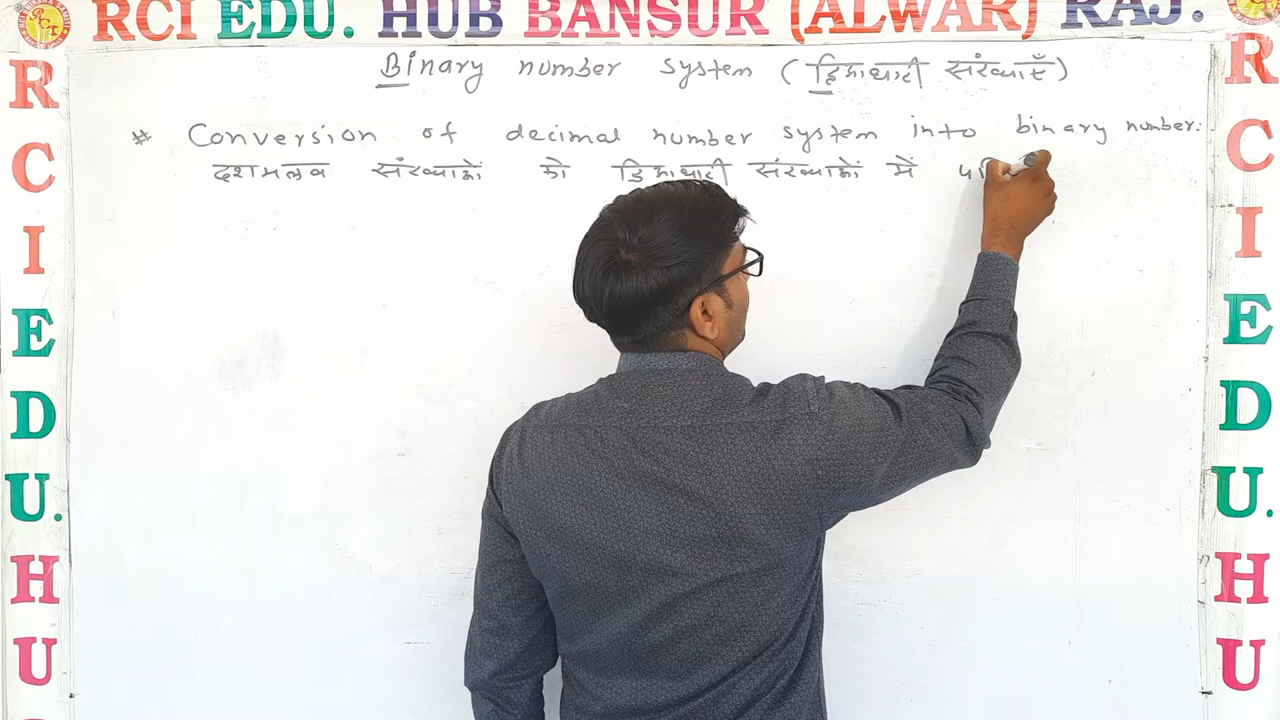 RCI EDU. HUB BANSUR (ALWAR) RAJ.
Binary number system (द्विआधारी संख्याएँ)
# Conversion of decimal number system into binary number:
दशमलव संख्याओं को द्विआधारी संख्याओं में परि
R C I E D U. H U
R C I E D U. H U